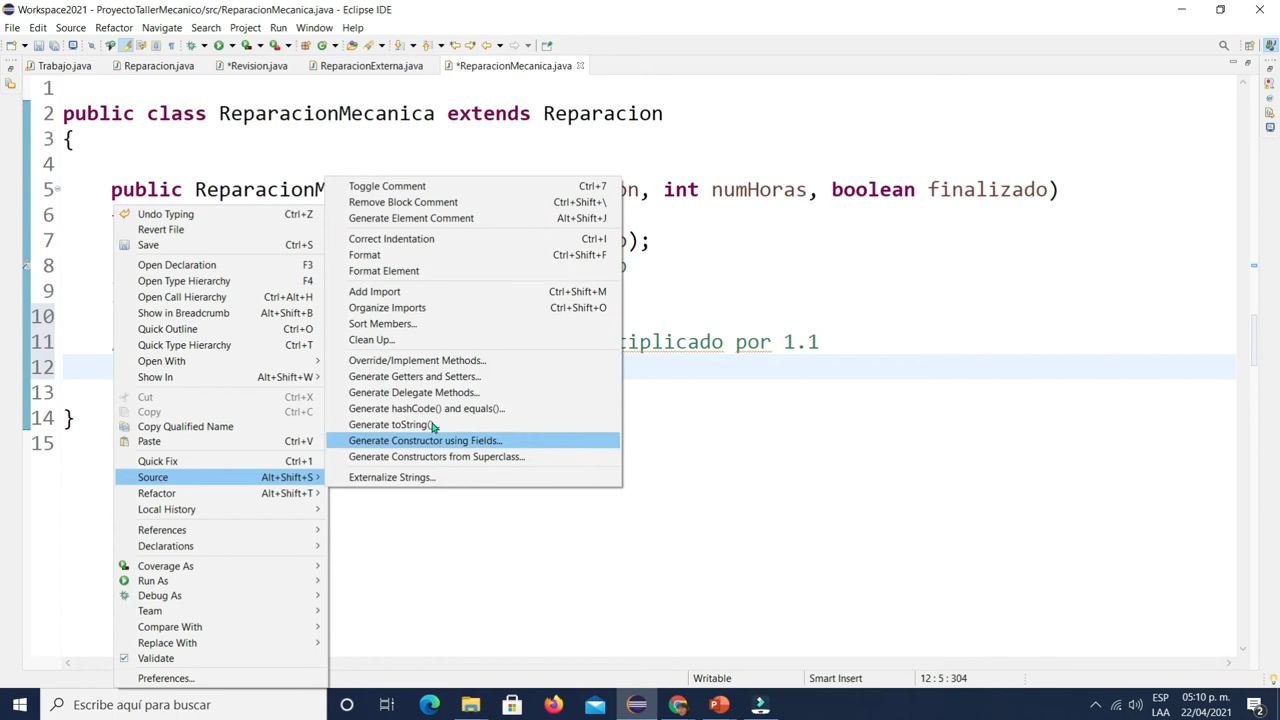 Workspace2021 - ProyectoTallerMecanico/src/ReparacionMecanica.java - Eclipse IDE
File Edit Source Refactor Navigate Search Project Run Window Help
Trabajo.java Reparacion.java *Revision.java ReparacionExterna.java *ReparacionMecanica.java
1
2 public class ReparacionMecanica extends Reparacion
3 {
4
5 public ReparacionM on, int numHoras, boolean finalizado)
6
7 o);
8 o
9
10
11 tiplicado por 1.1
12
13
14 }
15
Undo Typing Ctrl+Z
Revert File
Save Ctrl+S
Open Declaration F3
Open Type Hierarchy F4
Open Call Hierarchy Ctrl+Alt+H
Show in Breadcrumb Alt+Shift+B
Quick Outline Ctrl+O
Quick Type Hierarchy Ctrl+T
Open With
Show In Alt+Shift+W
Cut Ctrl+X
Copy Ctrl+C
Copy Qualified Name
Paste Ctrl+V
Quick Fix Ctrl+1
Source Alt+Shift+S
Refactor Alt+Shift+T
Local History
References
Declarations
Coverage As
Run As
Debug As
Team
Compare With
Replace With
Validate
Preferences...
Toggle Comment Ctrl+7
Remove Block Comment Ctrl+Shift+\
Generate Element Comment Alt+Shift+J
Correct Indentation Ctrl+I
Format Ctrl+Shift+F
Format Element
Add Import Ctrl+Shift+M
Organize Imports Ctrl+Shift+O
Sort Members...
Clean Up...
Override/Implement Methods...
Generate Getters and Setters...
Generate Delegate Methods...
Generate hashCode() and equals()...
Generate toString()
Generate Constructor using Fields...
Generate Constructors from Superclass...
Externalize Strings...
Writable Smart Insert 12 : 5 : 304
Escribe aquí para buscar
ESP 05:10 p. m.
LAA 22/04/2021
2